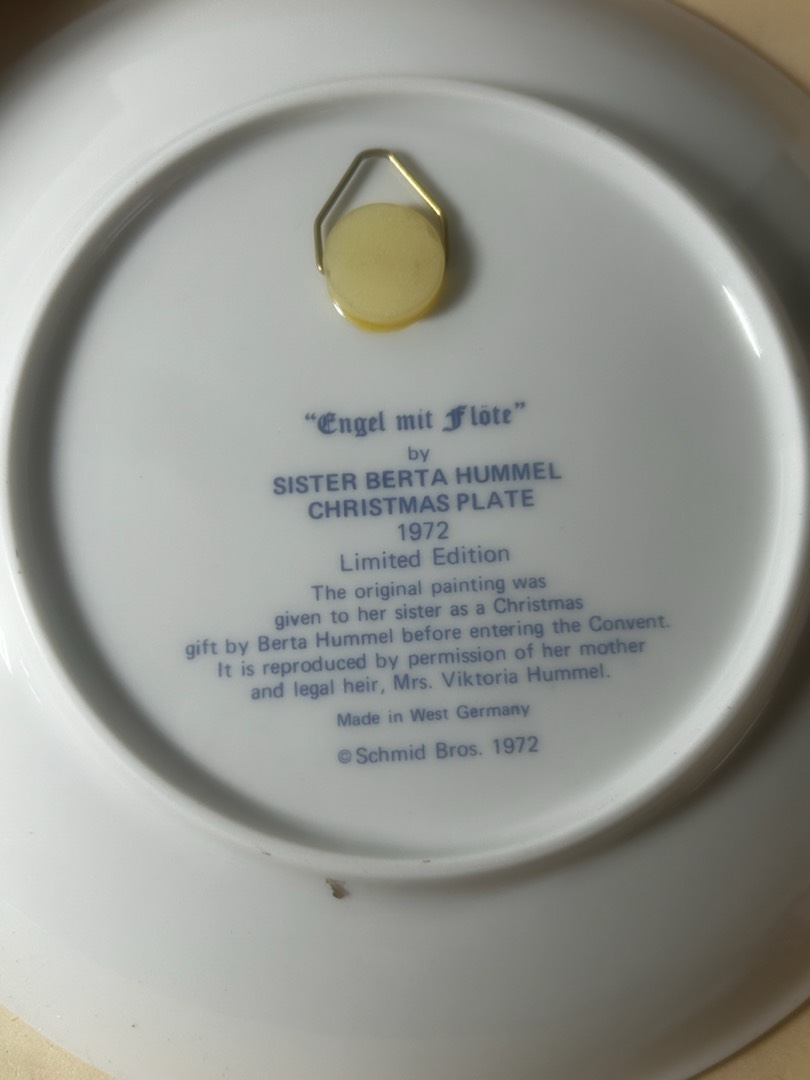 “Engel mit Flöte”
by
SISTER BERTA HUMMEL
CHRISTMAS PLATE
1972
Limited Edition
The original painting was
given to her sister as a Christmas
gift by Berta Hummel before entering the Convent.
It is reproduced by permission of her mother
and legal heir, Mrs. Viktoria Hummel.
Made in West Germany
© Schmid Bros. 1972